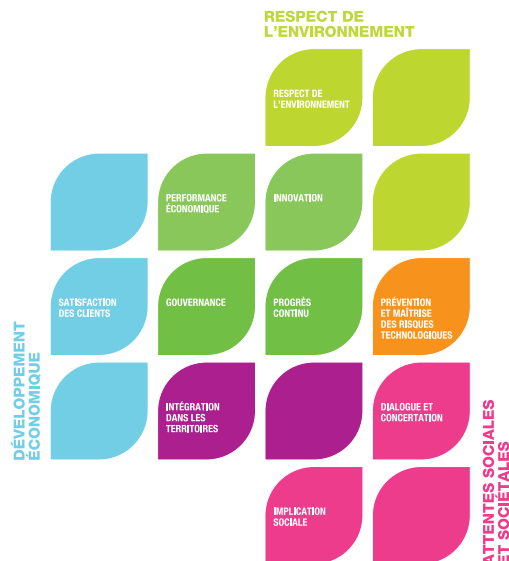 RESPECT DE
L'ENVIRONNEMENT
RESPECT DE
L'ENVIRONNEMENT
PERFORMANCE
ÉCONOMIQUE
INNOVATION
SATISFACTION
DES CLIENTS
GOUVERNANCE
PROGRÈS
CONTINU
PRÉVENTION
ET MAÎTRISE
DES RISQUES
TECHNOLOGIQUES
DÉVELOPPEMENT
ÉCONOMIQUE
INTÉGRATION
DANS LES
TERRITOIRES
DIALOGUE ET
CONCERTATION
IMPLICATION
SOCIALE
ATTENTES SOCIALES
ET SOCIÉTALES